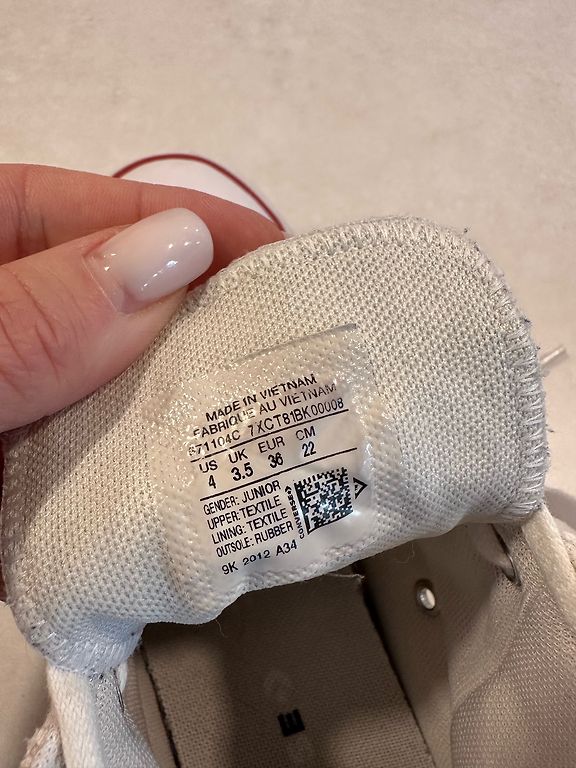 MADE IN VIETNAM
FABRIQUE AU VIETNAM
671104C 7XCT81BK00008
US UK EUR CM
4 3.5 36 22
GENDER: JUNIOR
UPPER: TEXTILE
LINING: TEXTILE
OUTSOLE: RUBBER
CONVERSE
9K 2012 A34
E